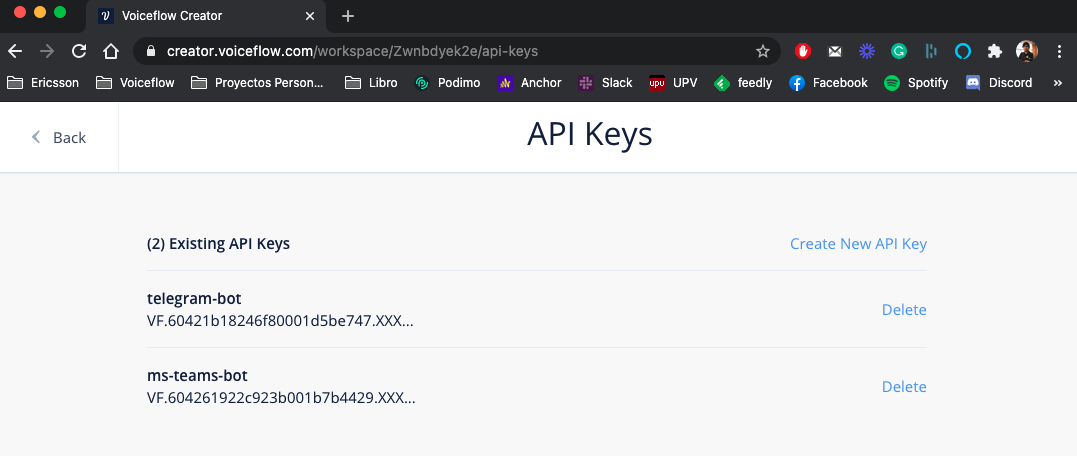 Voiceflow Creator
creator.voiceflow.com/workspace/Zwnbdyek2e/api-keys
Ericsson Voiceflow Proyectos Person... Libro Podimo Anchor Slack upv UPV feedly Facebook Spotify Discord »
Back
API Keys
(2) Existing API Keys
Create New API Key
telegram-bot
VF.60421b18246f80001d5be747.XXX...
Delete
ms-teams-bot
VF.604261922c923b001b7b4429.XXX...
Delete